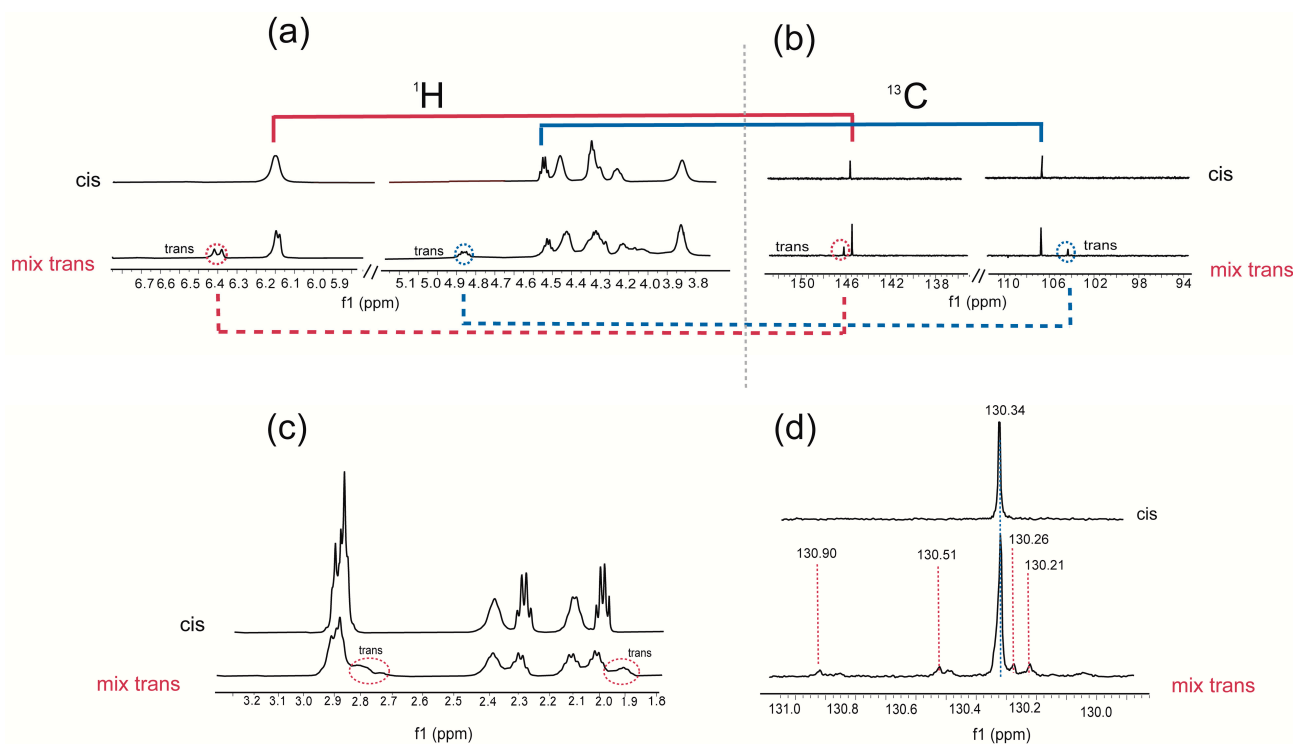 (a)
(b)
1H
13C
cis
cis
trans
trans
trans
trans
mix trans
mix trans
6.7 6.6 6.5 6.4 6.3 6.2 6.1 6.0 5.9
5.1 5.0 4.9 4.8 4.7 4.6 4.5 4.4 4.3 4.2 4.1 4.0 3.9 3.8
150 146 142 138
110 106 102 98 94
f1 (ppm)
f1 (ppm)
f1 (ppm)
f1 (ppm)
(c)
(d)
130.34
cis
130.26
130.90
130.51
130.21
cis
trans
trans
mix trans
mix trans
3.2 3.1 3.0 2.9 2.8 2.7 2.6 2.5 2.4 2.3 2.2 2.1 2.0 1.9 1.8
131.0 130.8 130.6 130.4 130.2 130.0
f1 (ppm)
f1 (ppm)